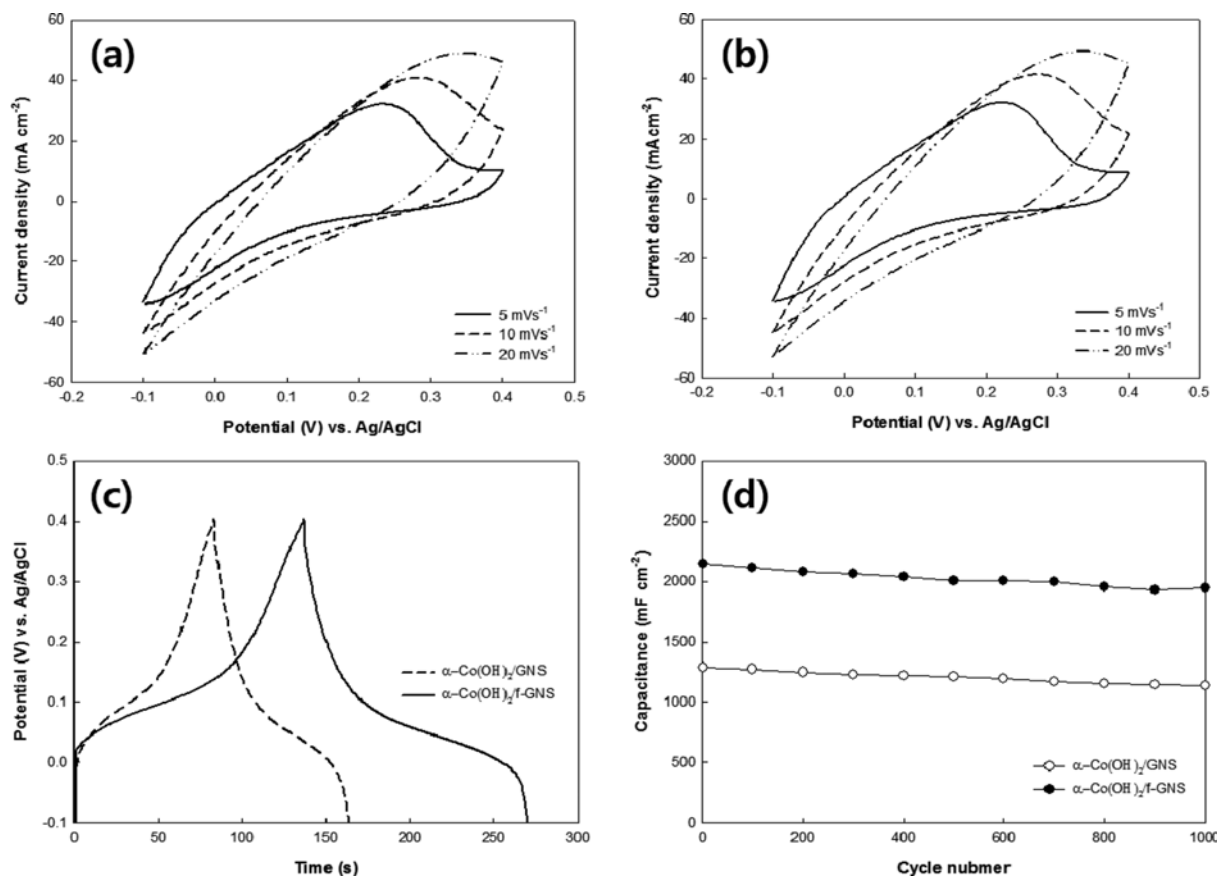 (a)
60
40
20
0
-20
-40
-60
Current density (mA cm⁻²)
-0.2 -0.1 0.0 0.1 0.2 0.3 0.4 0.5
Potential (V) vs. Ag/AgCl
5 mVs⁻¹
10 mVs⁻¹
20 mVs⁻¹
(b)
60
40
20
0
-20
-40
-60
Current density (mA cm⁻²)
-0.2 -0.1 0.0 0.1 0.2 0.3 0.4 0.5
Potential (V) vs. Ag/AgCl
5 mVs⁻¹
10 mVs⁻¹
20 mVs⁻¹
(c)
0.5
0.4
0.3
0.2
0.1
0.0
-0.1
Potential (V) vs. Ag/AgCl
α–Co(OH)₂/GNS
α–Co(OH)₂/f-GNS
0 50 100 150 200 250 300
Time (s)
(d)
3000
2500
2000
1500
1000
500
0
Capacitance (mF cm⁻²)
α–Co(OH)₂/GNS
α–Co(OH)₂/f-GNS
0 200 400 600 800 1000
Cycle nubmer